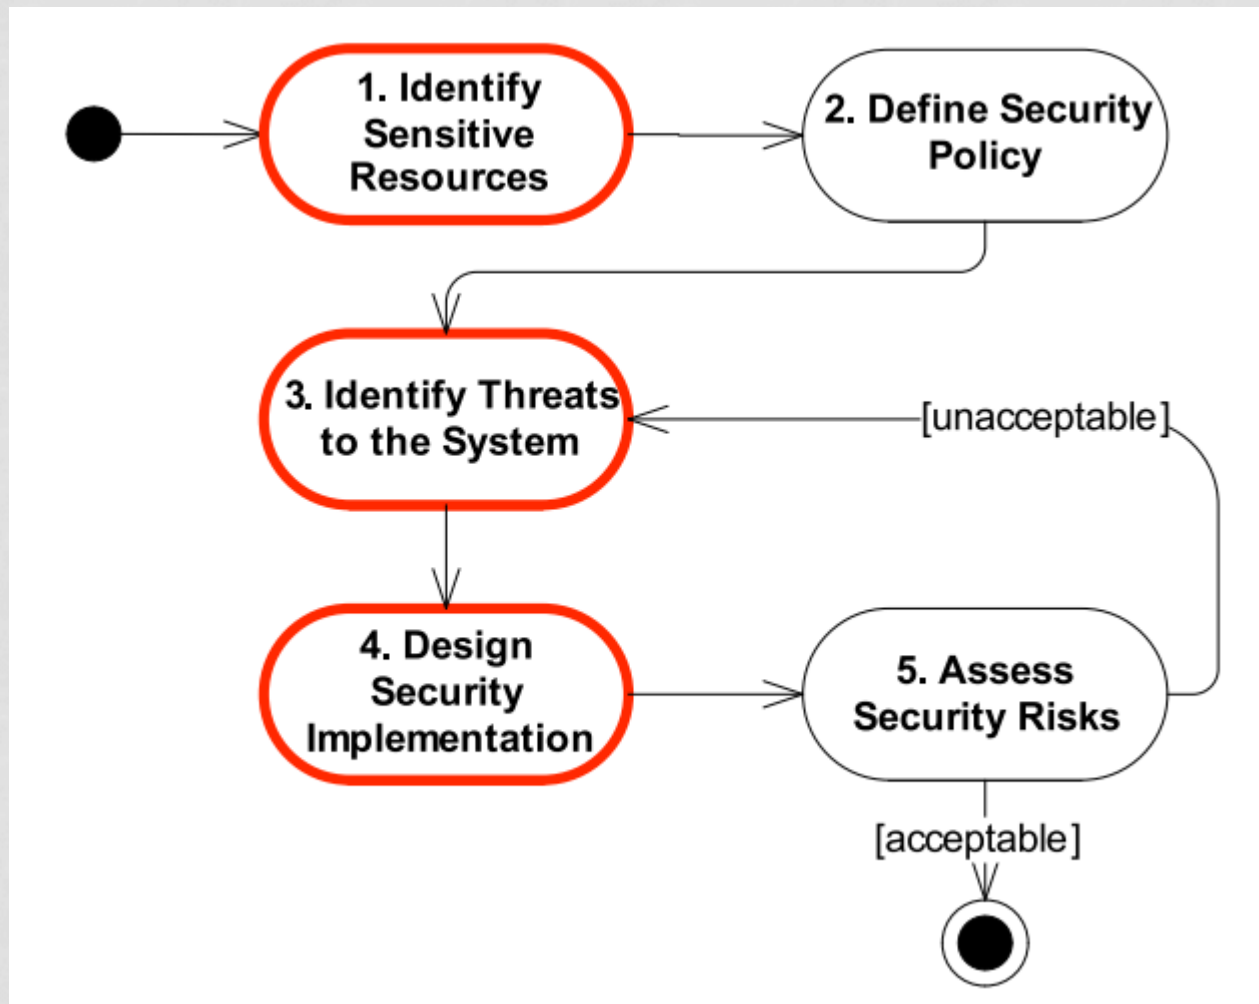 1. Identify
Sensitive
Resources
2. Define Security
Policy
3. Identify Threats
to the System
[unacceptable]
4. Design
Security
Implementation
5. Assess
Security Risks
[acceptable]